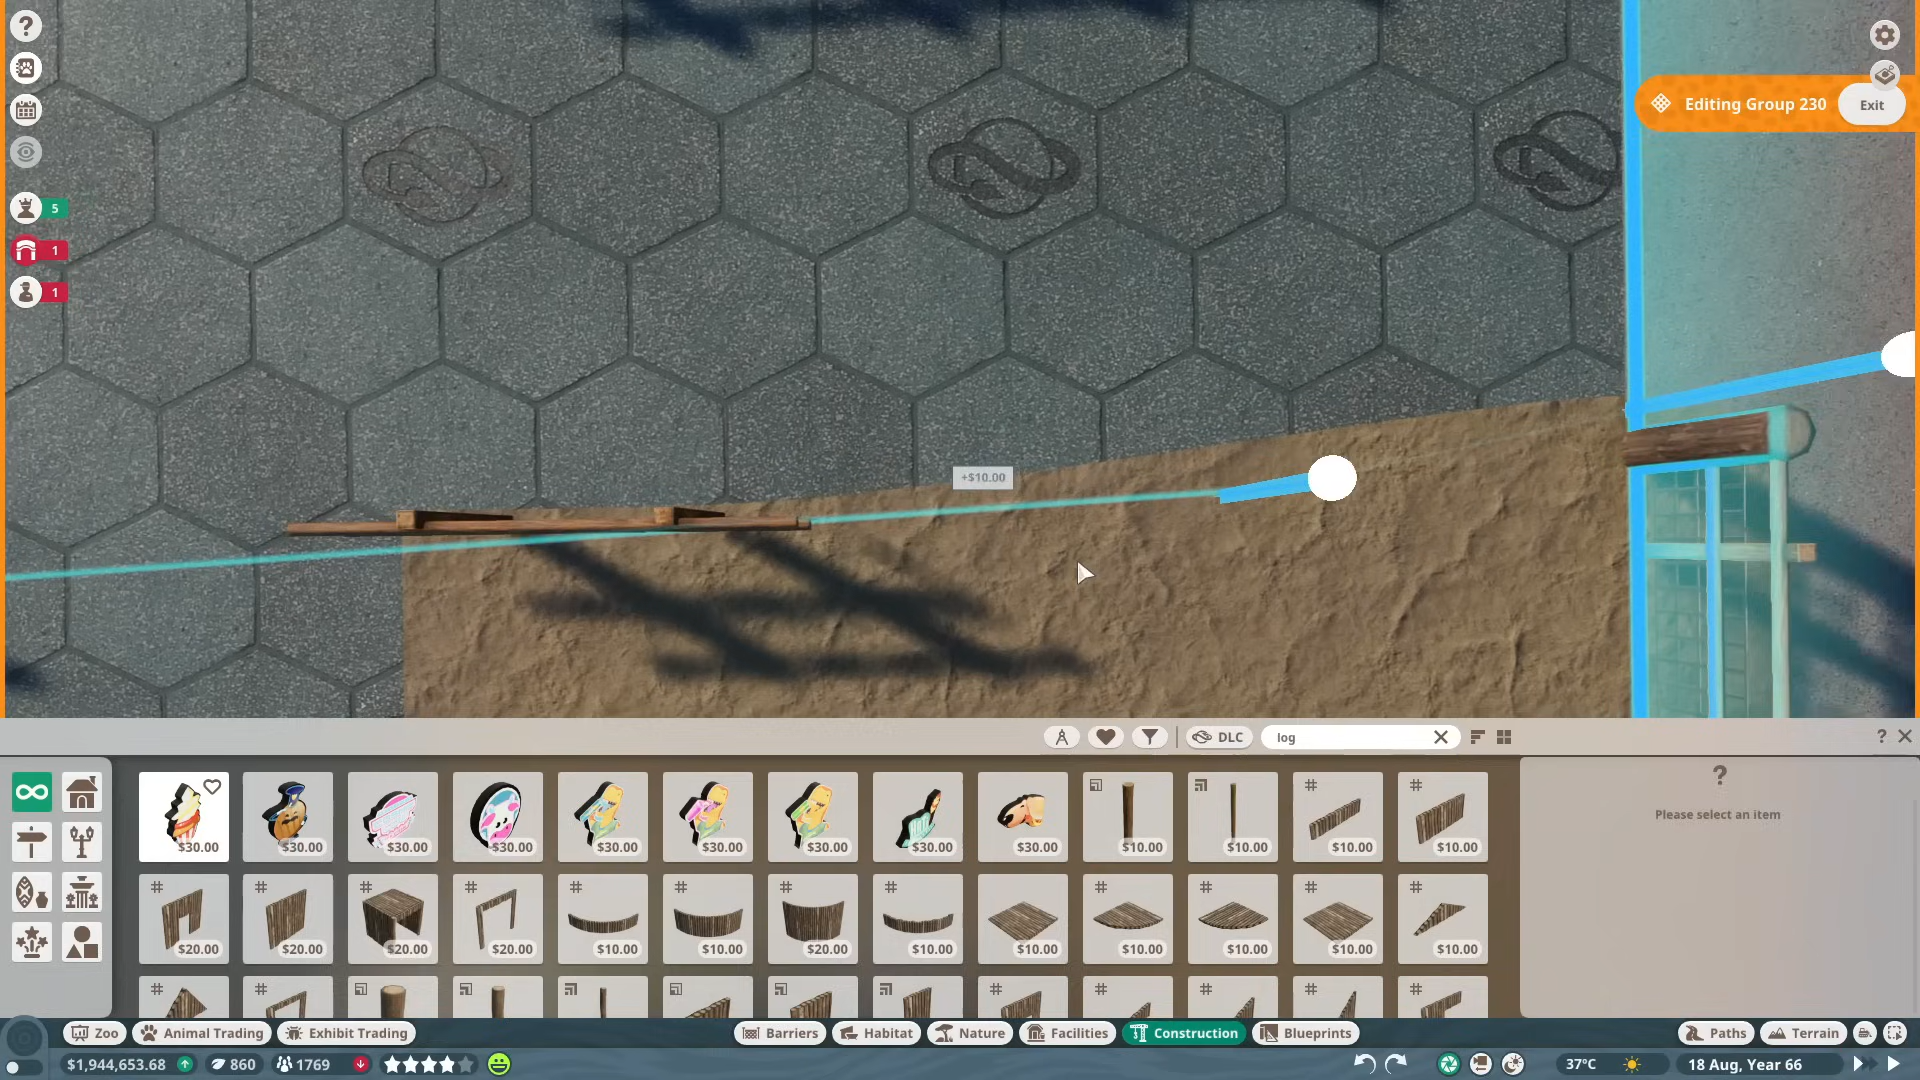 ?
Editing Group 230
Exit
5
1
1
+$10.00
DLC
log
?
$30.00
$30.00
$30.00
$30.00
$30.00
$30.00
$30.00
$30.00
$30.00
$10.00
$10.00
$10.00
$10.00
?
Please select an item
$20.00
$20.00
$20.00
$20.00
$10.00
$10.00
$20.00
$10.00
$10.00
$10.00
$10.00
$10.00
$10.00
Zoo
Animal Trading
Exhibit Trading
Barriers
Habitat
Nature
Facilities
Construction
Blueprints
Paths
Terrain
$1,944,653.68
860
1769
37°C
18 Aug, Year 66